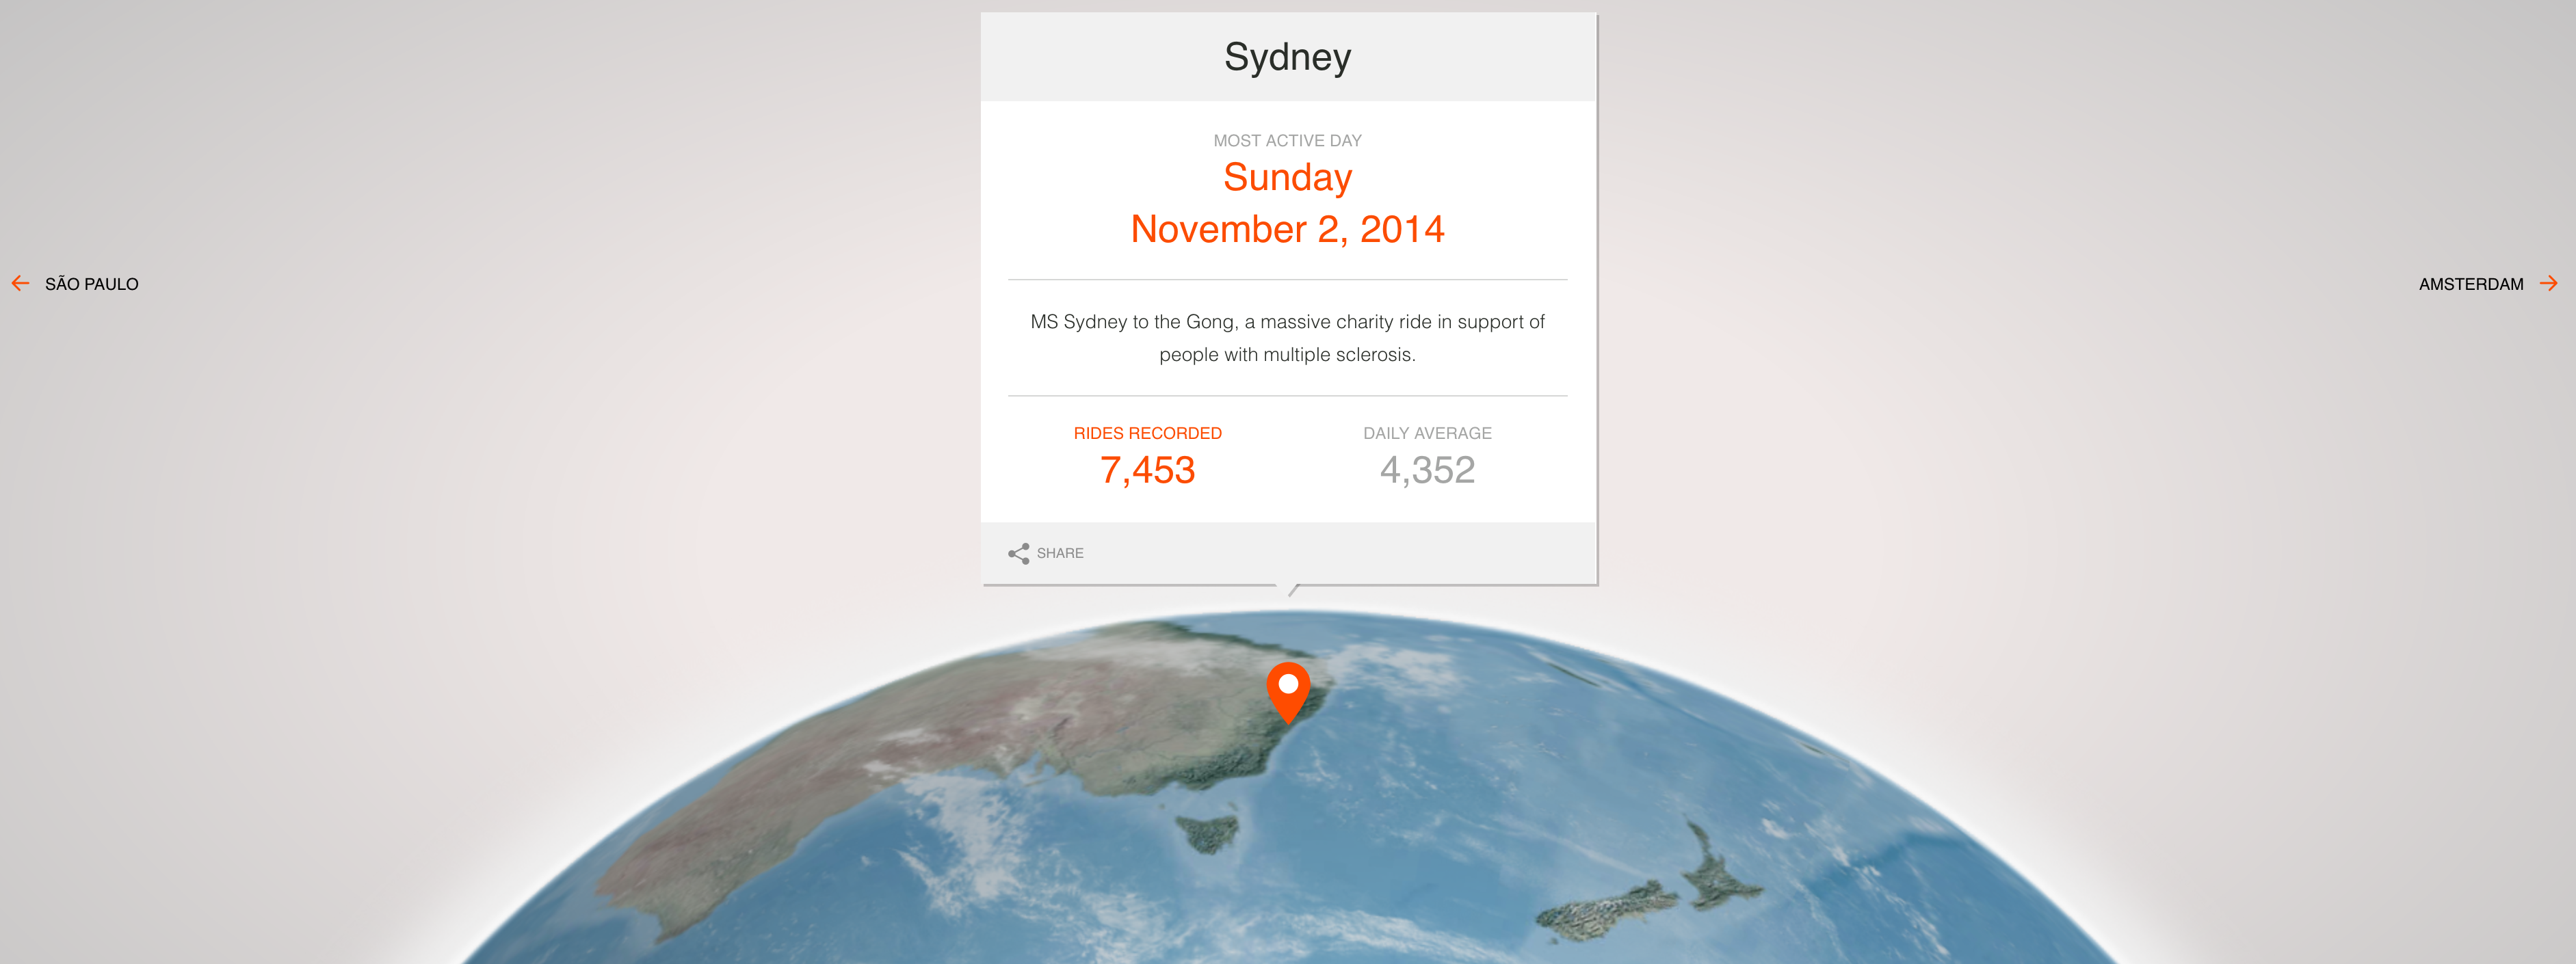 Sydney
MOST ACTIVE DAY
Sunday
November 2, 2014
SÃO PAULO
AMSTERDAM
MS Sydney to the Gong, a massive charity ride in support of
people with multiple sclerosis.
RIDES RECORDED
7,453
DAILY AVERAGE
4,352
SHARE